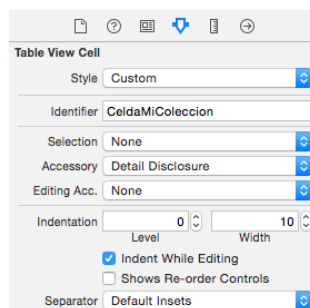 Table View Cell
Style Custom
Identifier CeldaMiColeccion
Selection None
Accessory Detail Disclosure
Editing Acc. None
Indentation 0 10
Level Width
Indent While Editing
Shows Re-order Controls
Separator Default Insets